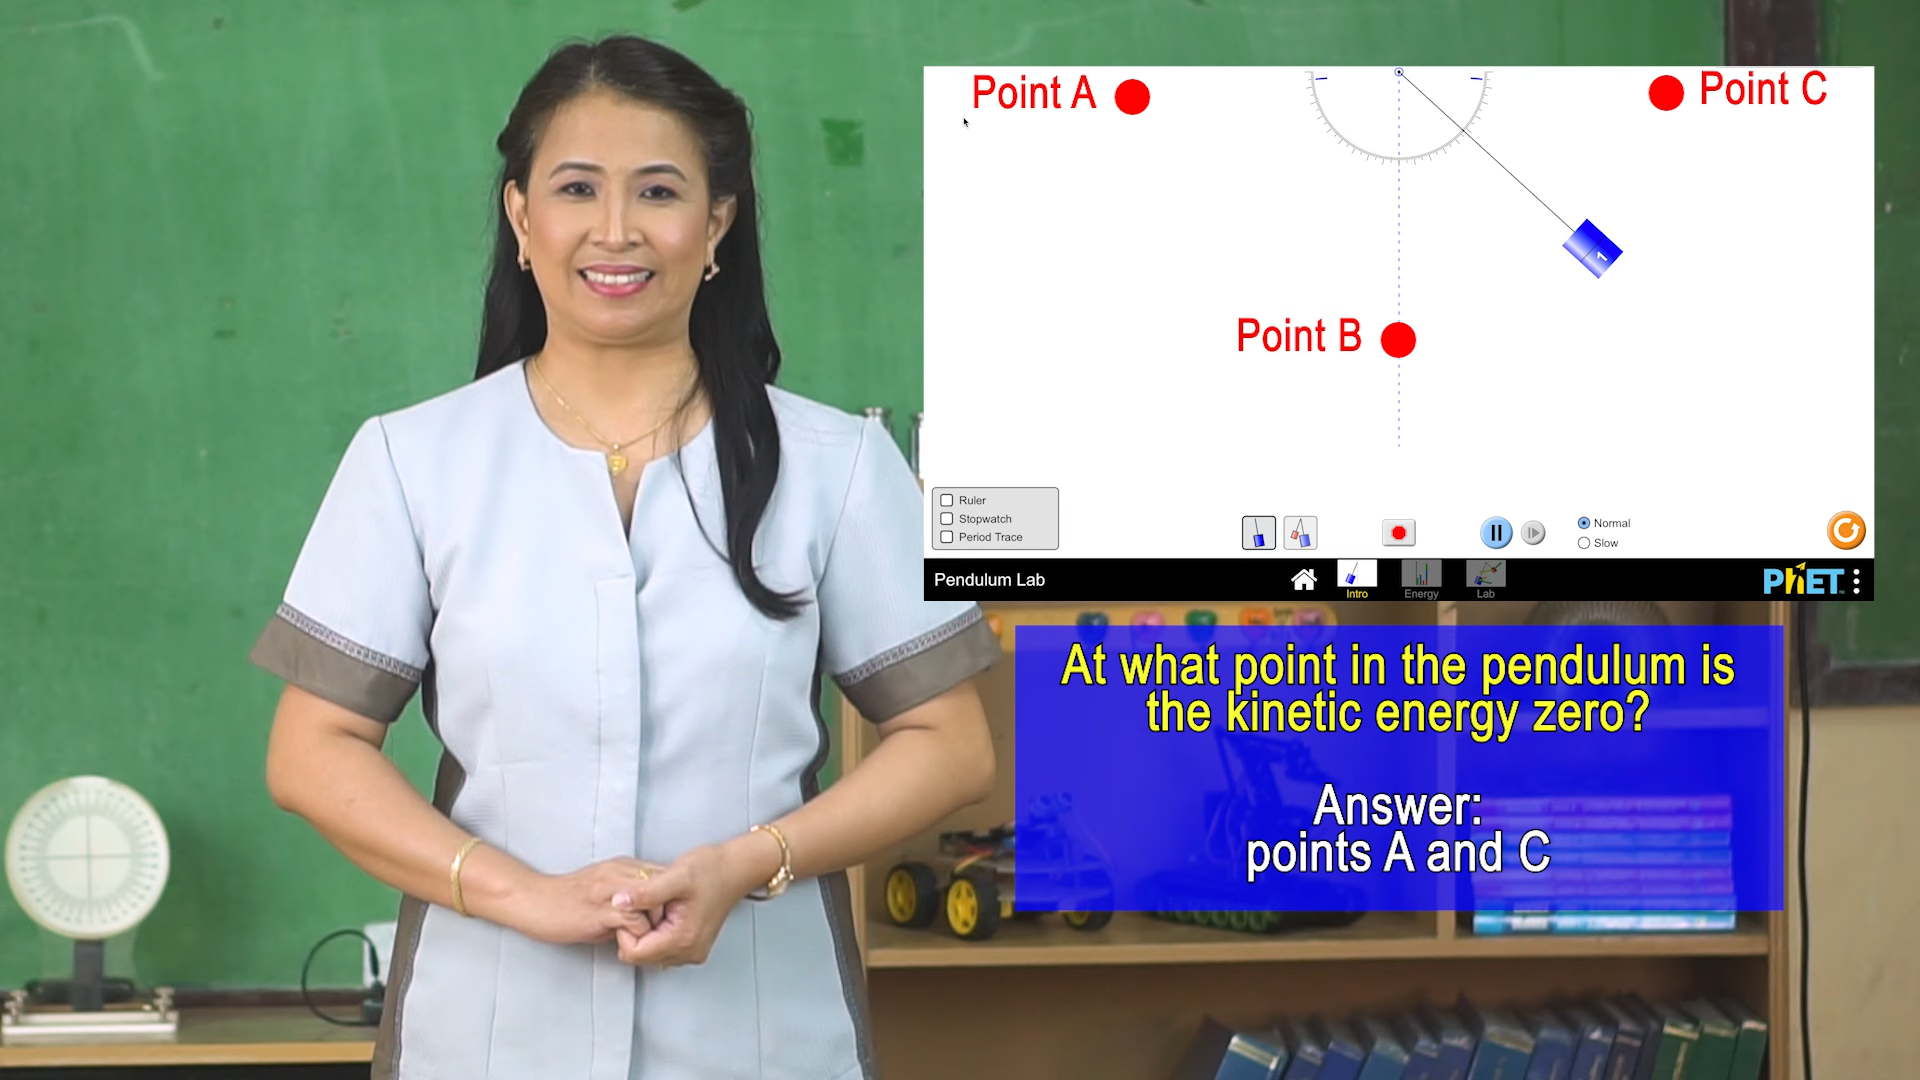 Point A
Point C
1
Point B
Ruler
Stopwatch
Period Trace
Normal
Slow
Pendulum Lab
Intro
Energy
Lab
PhET
At what point in the pendulum is
the kinetic energy zero?
Answer:
points A and C